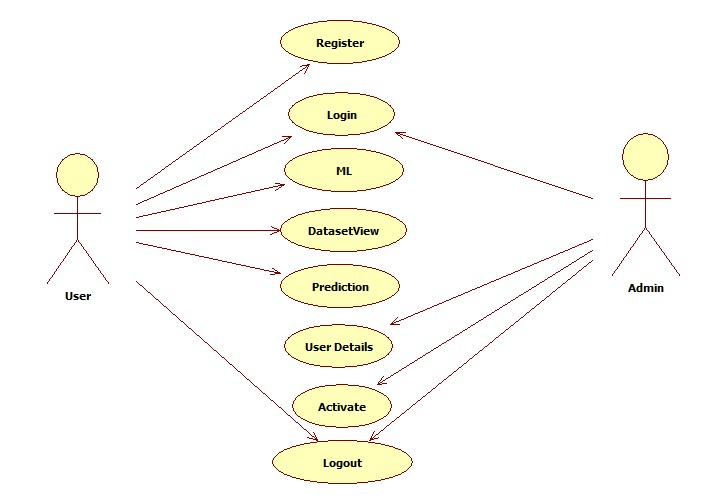 Register
Login
ML
DatasetView
Prediction
User Details
Activate
Logout
User
Admin